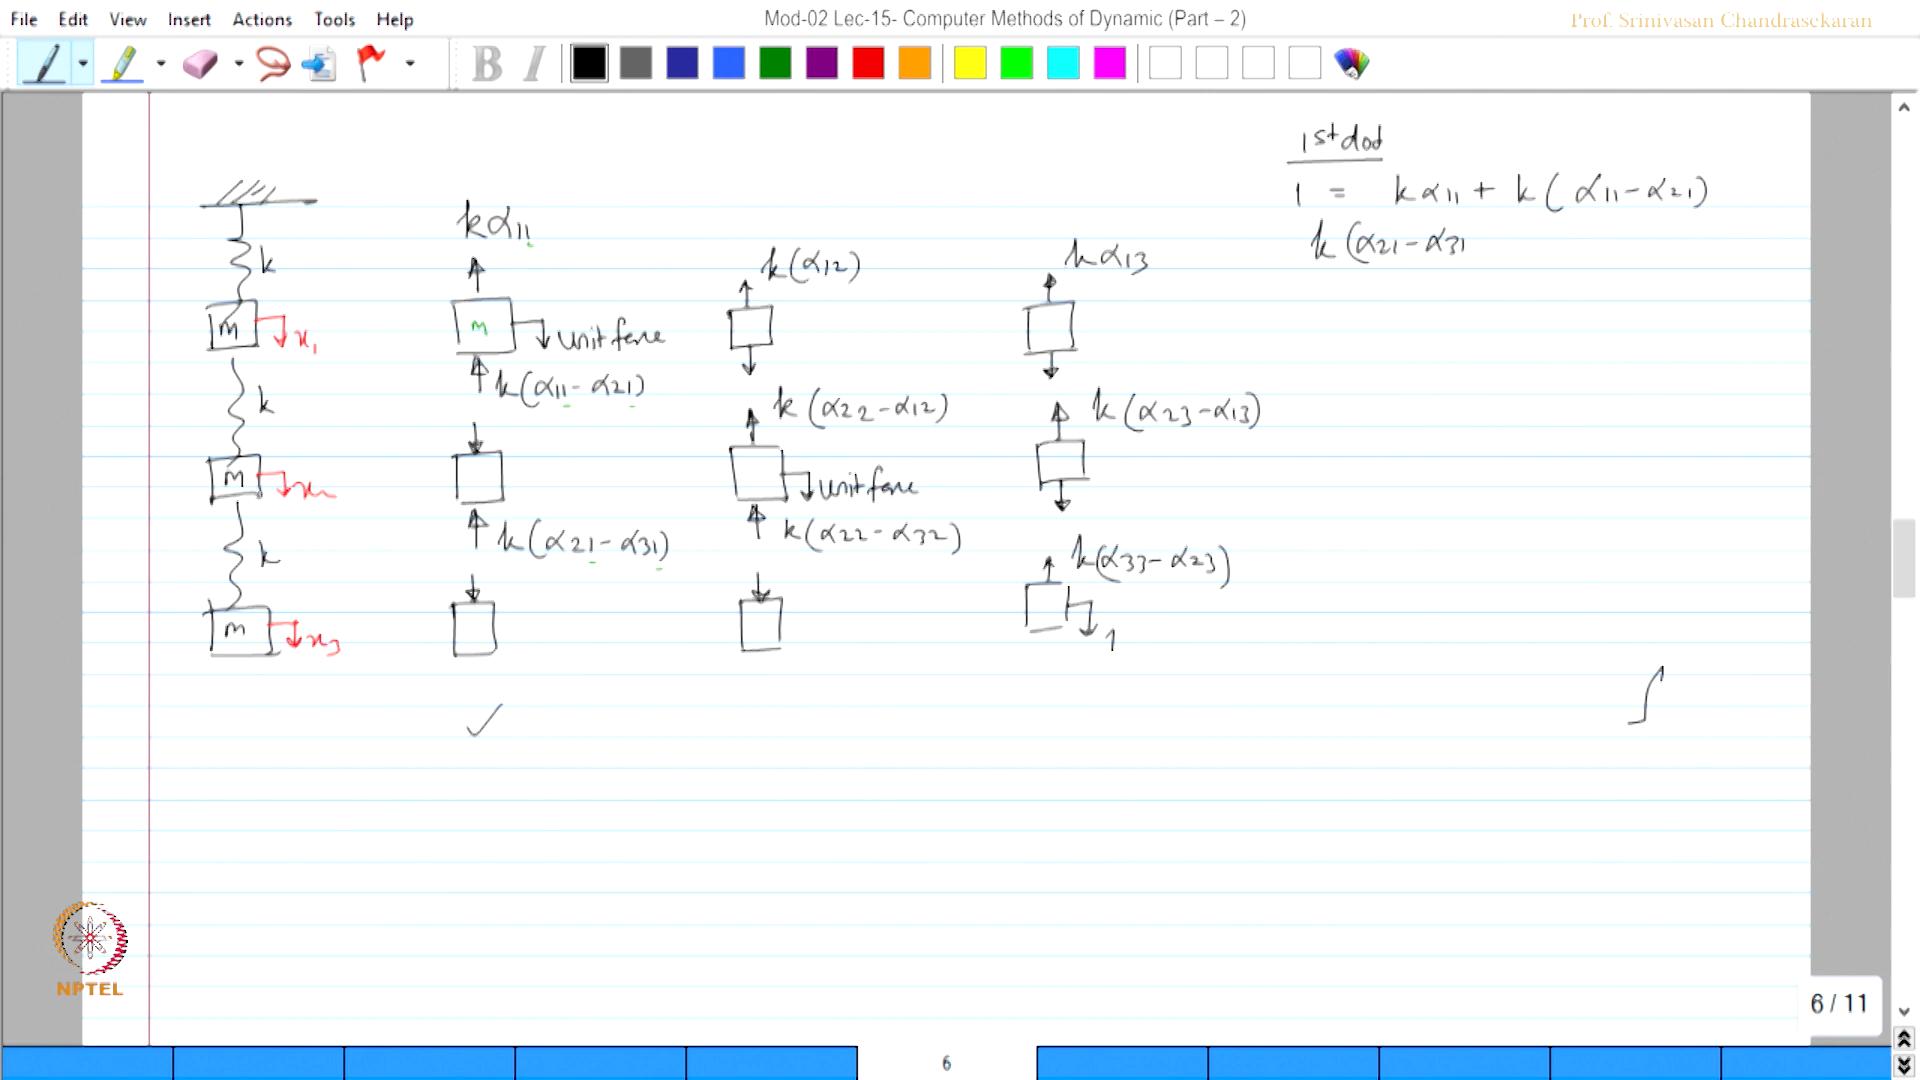 File Edit View Insert Actions Tools Help
Mod-02 Lec-15- Computer Methods of Dynamic (Part – 2)
Prof. Srinivasan Chandrasekaran
B I
1st dof
1 = kα11 + k(α11-α21)
k(α21-α31
k
m
x1
k
m
k
m
x3
kα11
m
unit force
k(α11-α21)
k(α21-α31)
k(α12)
k(α22-α12)
unit force
k(α22-α32)
kα13
k(α23-α13)
k(α33-α23)
1
NPTEL
6 / 11
6